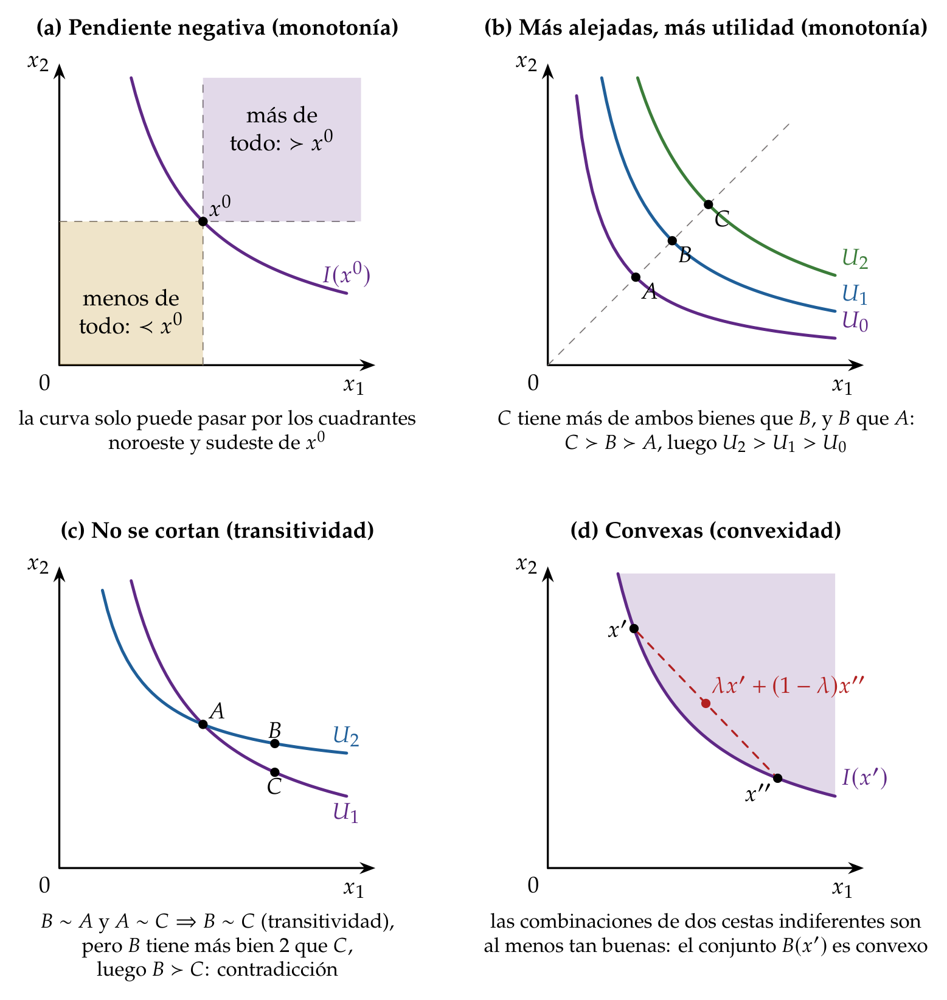 (a) Pendiente negativa (monotonía)
x₂
más de
todo: ≻ x⁰
x⁰
I(x⁰)
menos de
todo: ≺ x⁰
0
x₁
la curva solo puede pasar por los cuadrantes
noroeste y sudeste de x⁰
(b) Más alejadas, más utilidad (monotonía)
x₂
C
B
A
U₂
U₁
U₀
0
x₁
C tiene más de ambos bienes que B, y B que A:
C ≻ B ≻ A, luego U₂ > U₁ > U₀
(c) No se cortan (transitividad)
x₂
A
B
U₂
C
U₁
0
x₁
B ∼ A y A ∼ C ⇒ B ∼ C (transitividad),
pero B tiene más bien 2 que C,
luego B ≻ C: contradicción
(d) Convexas (convexidad)
x₂
x′
λx′ + (1 − λ)x″
I(x′)
x″
0
x₁
las combinaciones de dos cestas indiferentes son
al menos tan buenas: el conjunto B(x′) es convexo